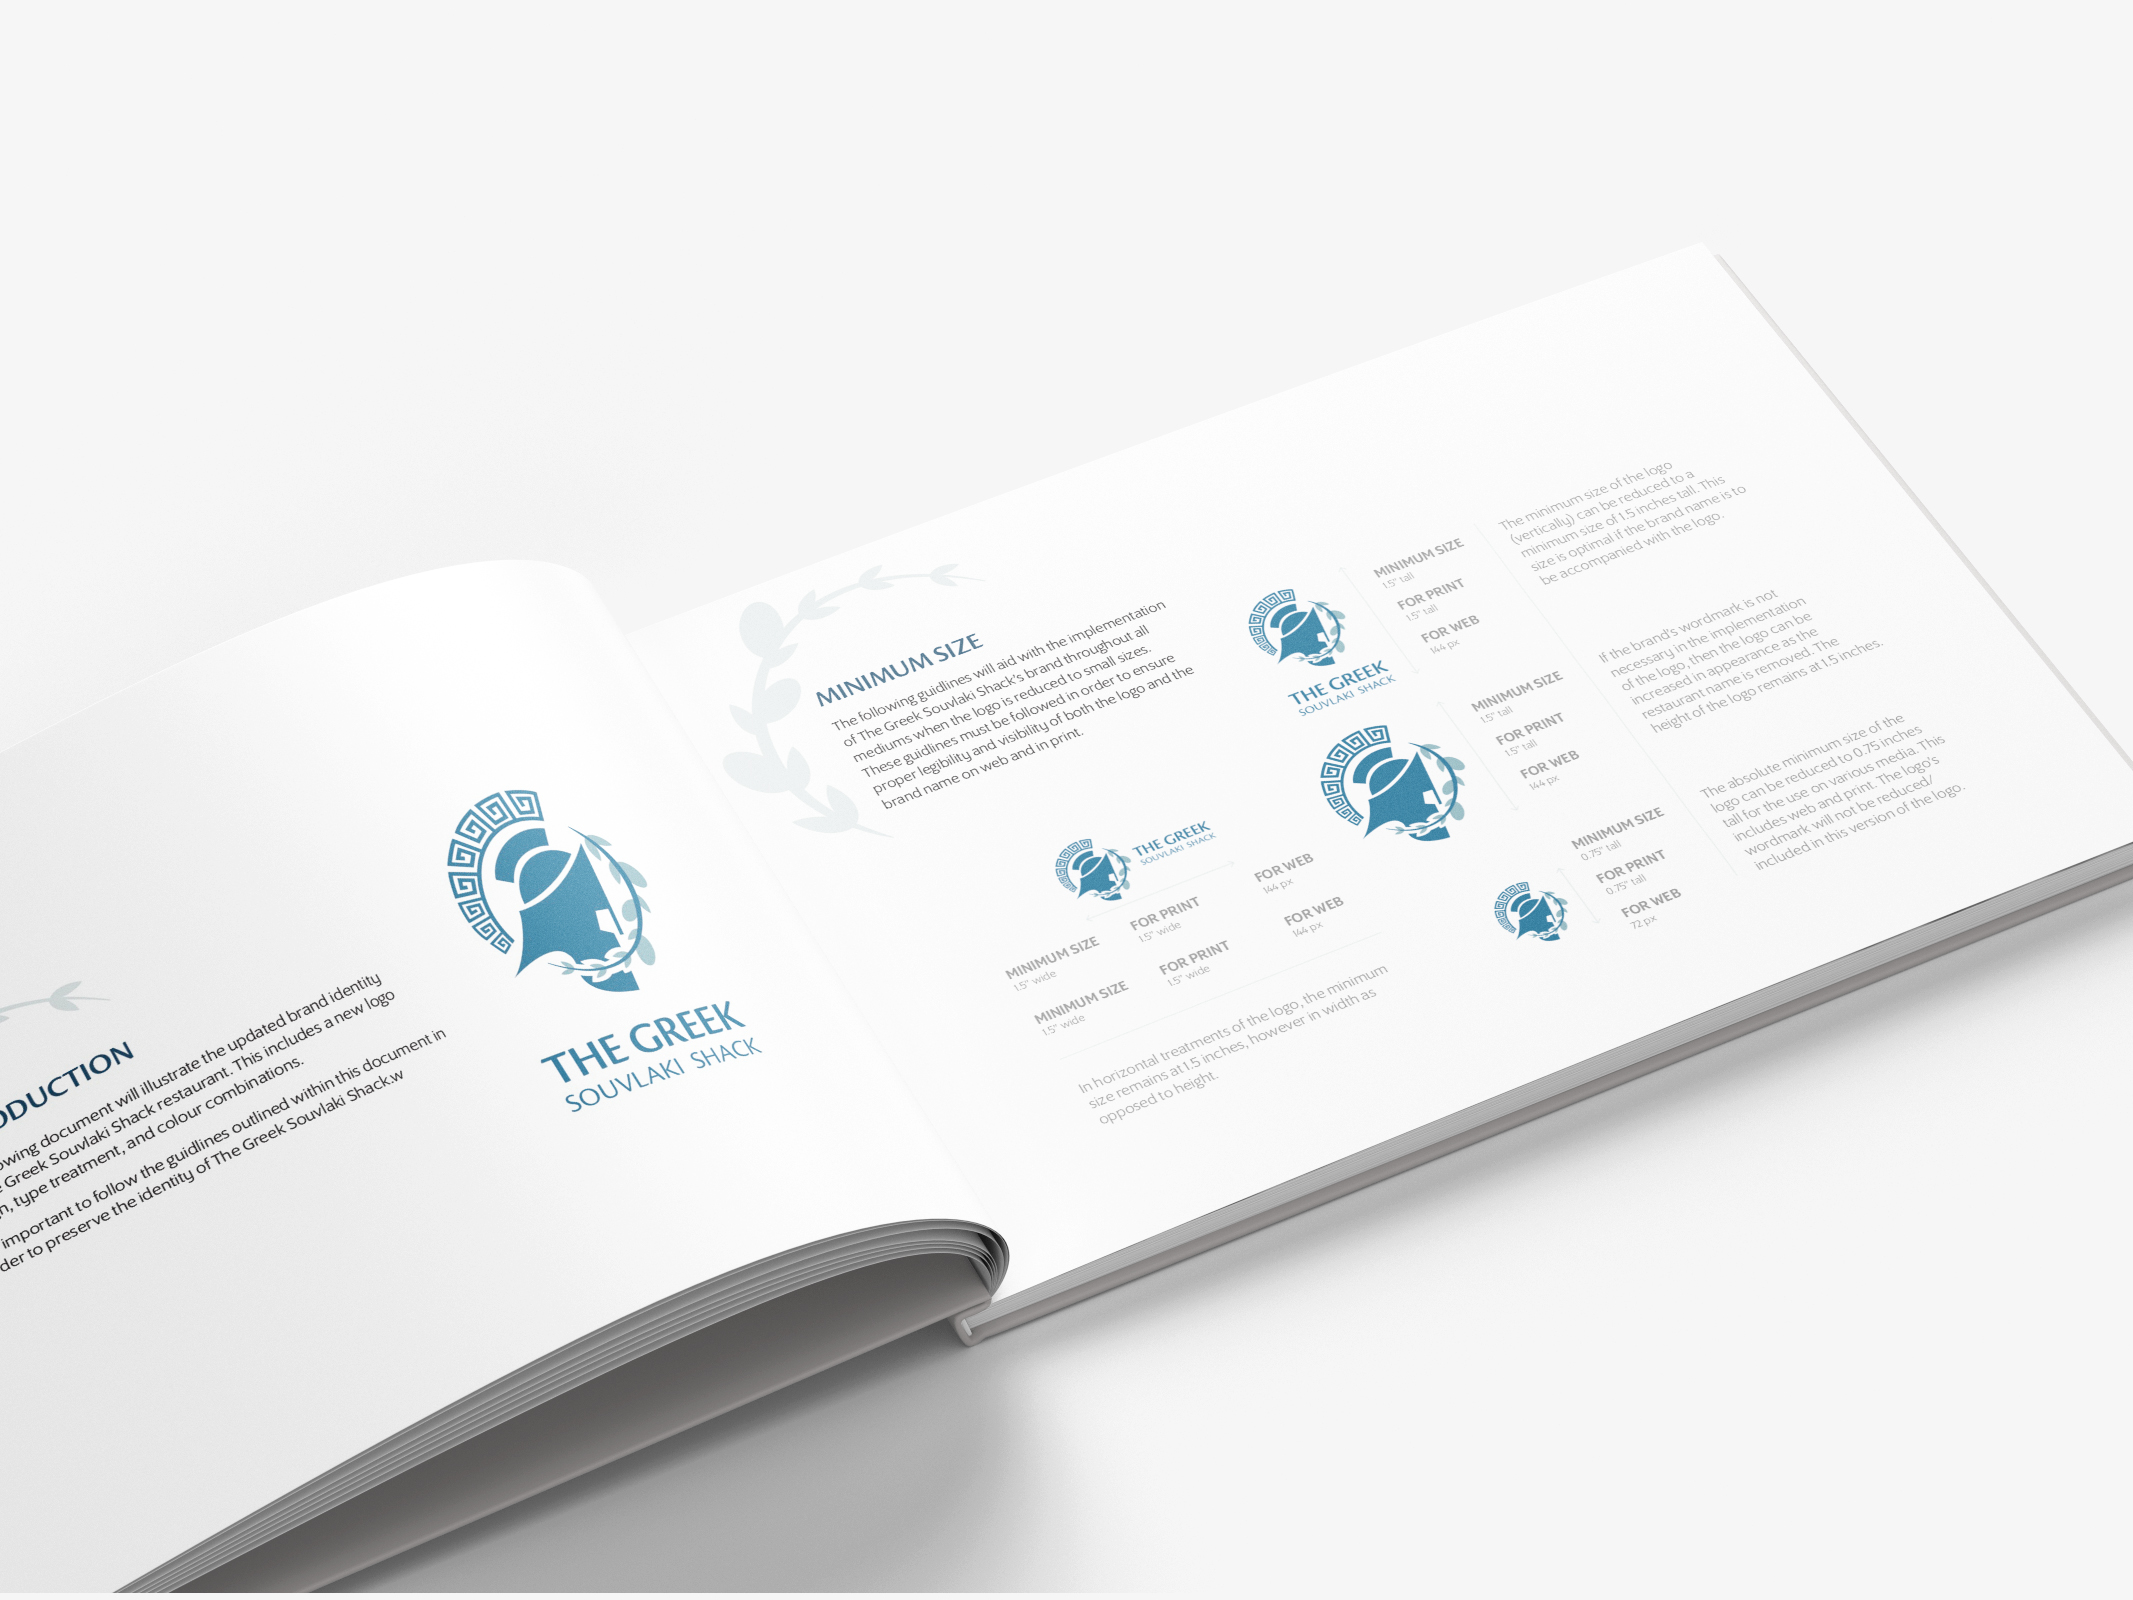 ODUCTION
owing document will illustrate the updated brand identity
Greek Souvlaki Shack restaurant. This includes a new logo
type treatment, and colour combinations.
important to follow the guidlines outlined within this document in
der to preserve the identity of The Greek Souvlaki Shack.w
THE GREEK
SOUVLAKI SHACK
MINIMUM SIZE
The following guidlines will aid with the implementation
of The Greek Souvlaki Shack's brand throughout all
mediums when the logo is reduced to small sizes.
These guidlines must be followed in order to ensure
proper legibility and visibility of both the logo and the
brand name on web and in print.
THE GREEK
SOUVLAKI SHACK
MINIMUM SIZE
1.5" wide
FOR PRINT
1.5" wide
FOR WEB
144 px
MINIMUM SIZE
1.5" wide
FOR PRINT
1.5" wide
FOR WEB
144 px
In horizontal treatments of the logo, the minimum
size remains at 1.5 inches, however in width as
opposed to height.
THE GREEK
SOUVLAKI SHACK
MINIMUM SIZE
1.5" tall
FOR PRINT
1.5" tall
FOR WEB
144 px
The minimum size of the logo
(vertically) can be reduced to a
minimum size of 1.5 inches tall. This
size is optimal if the brand name is to
be accompanied with the logo.
MINIMUM SIZE
1.5" tall
FOR PRINT
1.5" tall
FOR WEB
144 px
If the brand's wordmark is not
necessary in the implementation
of the logo, then the logo can be
increased in appearance as the
restaurant name is removed. The
height of the logo remains at 1.5 inches.
MINIMUM SIZE
0.75" tall
FOR PRINT
0.75" tall
FOR WEB
72 px
The absolute minimum size of the
logo can be reduced to 0.75 inches
tall for the use on various media. This
includes web and print. The logo's
wordmark will not be reduced/
included in this version of the logo.